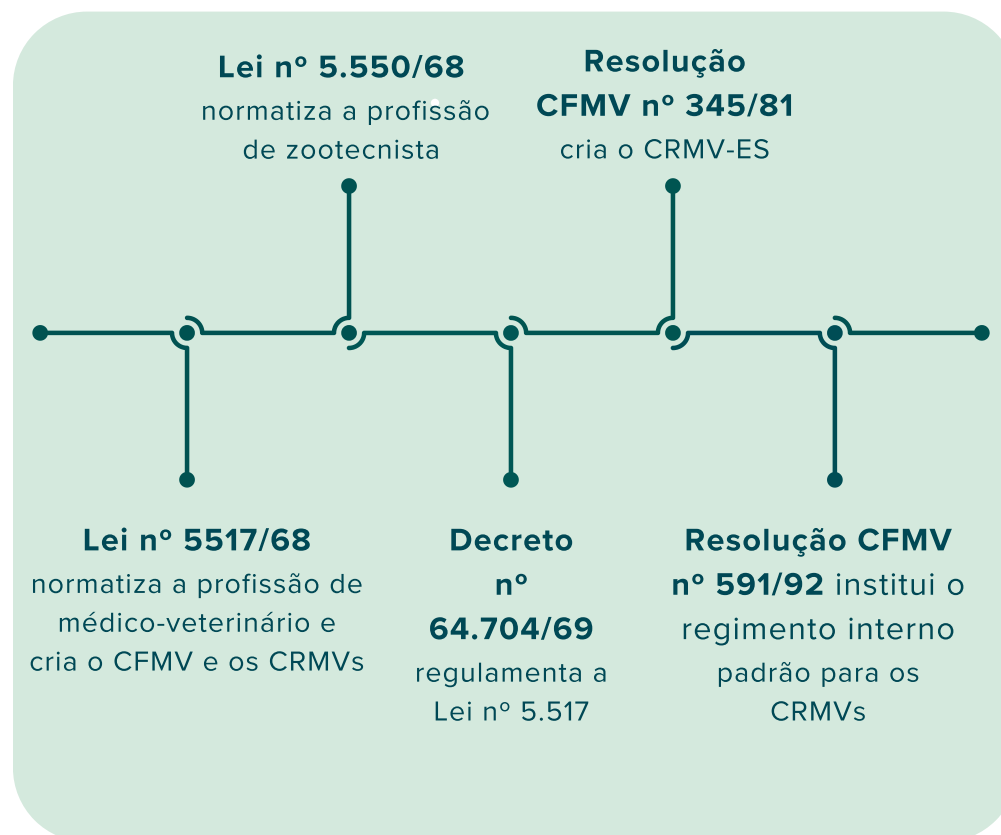 Lei nº 5.550/68
normatiza a profissão
de zootecnista
Resolução
CFMV nº 345/81
cria o CRMV-ES
Lei nº 5517/68
normatiza a profissão de
médico-veterinário e
cria o CFMV e os CRMVs
Decreto
nº
64.704/69
regulamenta a
Lei nº 5.517
Resolução CFMV
nº 591/92 institui o
regimento interno
padrão para os
CRMVs